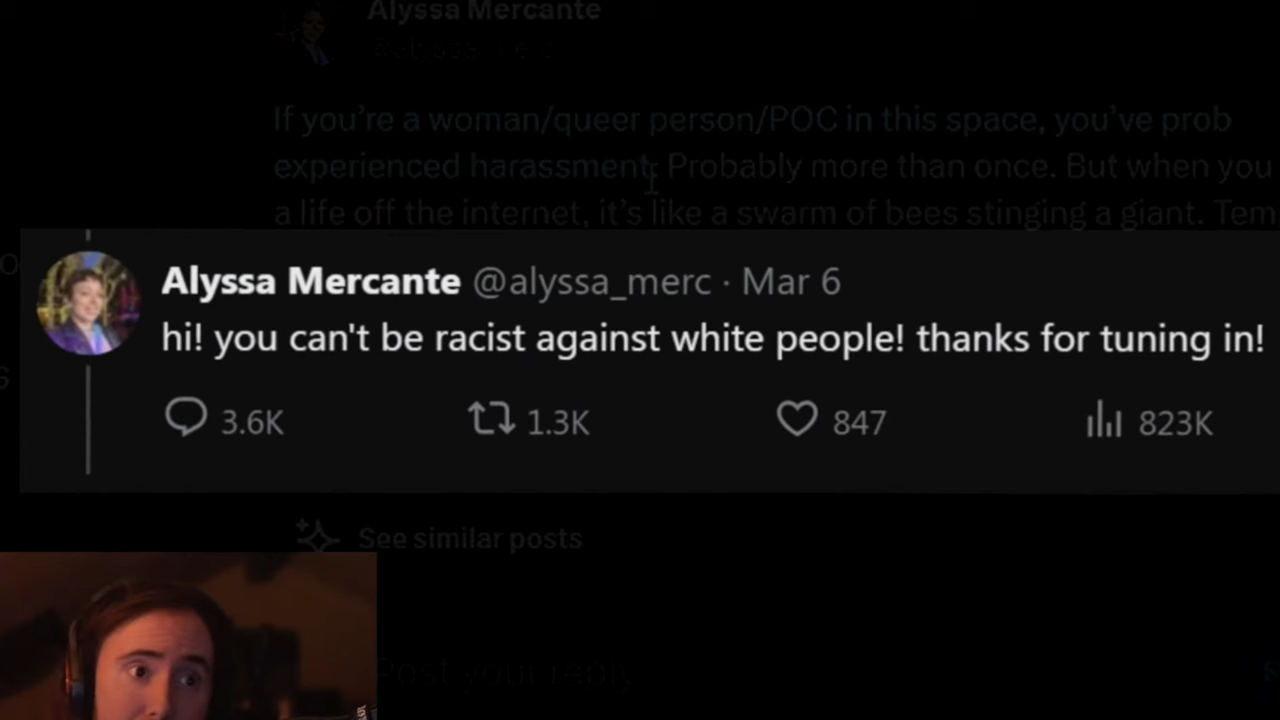 Alyssa Mercante
If you're a woman/queer person/POC in this space, you've prob
experienced harassment. Probably more than once. But when you
a life off the internet, it's like a swarm of bees stinging a giant. Tem
Alyssa Mercante @alyssa_merc · Mar 6
hi! you can't be racist against white people! thanks for tuning in!
3.6K 1.3K 847 823K
See similar posts
Post your reply